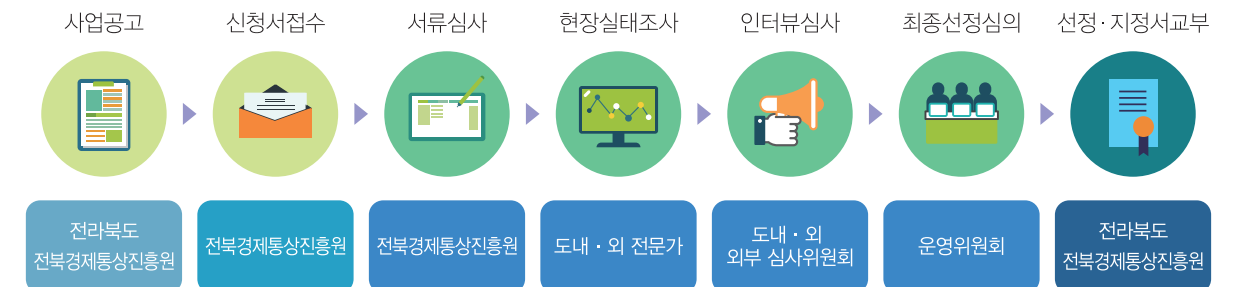 사업공고
신청서접수
서류심사
현장실태조사
인터뷰심사
최종선정심의
선정·지정서교부
전라북도
전북경제통상진흥원
전북경제통상진흥원
전북경제통상진흥원
도내·외 전문가
도내·외
외부 심사위원회
운영위원회
전라북도
전북경제통상진흥원